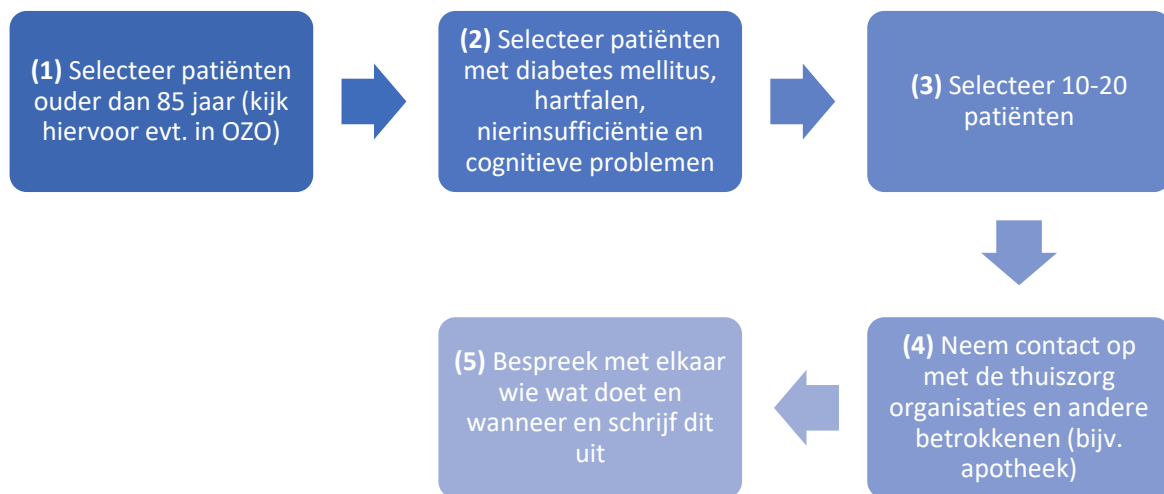 (1) Selecteer patiënten
ouder dan 85 jaar (kijk
hiervoor evt. in OZO)
(2) Selecteer patiënten
met diabetes mellitus,
hartfalen,
nierinsufficiëntie en
cognitieve problemen
(3) Selecteer 10-20
patiënten
(4) Neem contact op
met de thuiszorg
organisaties en andere
betrokkenen (bijv.
apotheek)
(5) Bespreek met elkaar
wie wat doet en
wanneer en schrijf dit
uit